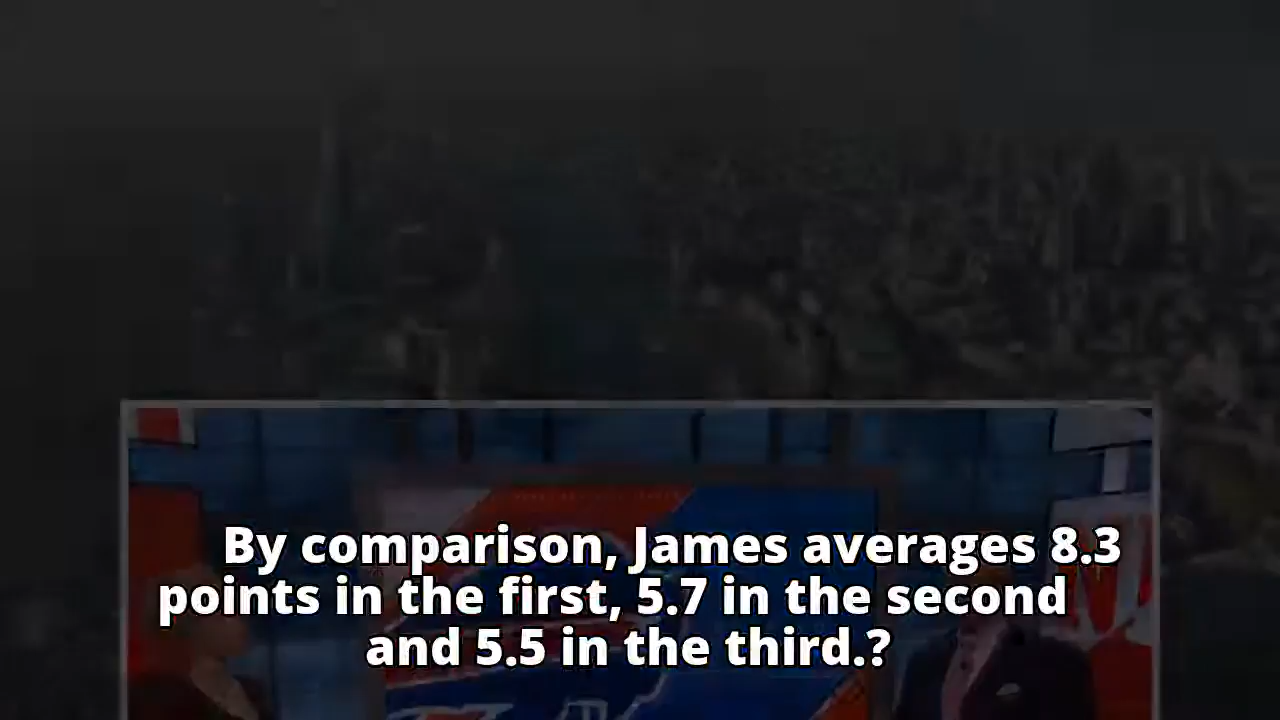 By comparison, James averages 8.3
points in the first, 5.7 in the second
and 5.5 in the third.?